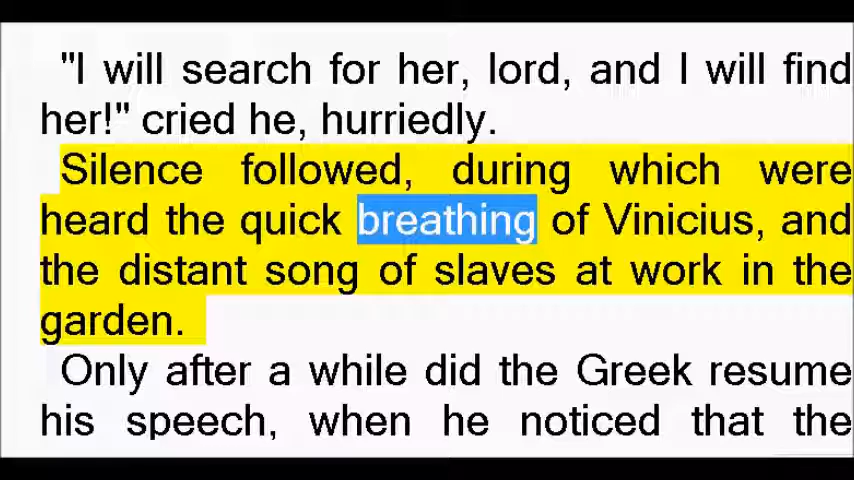 "I will search for her, lord, and I will find
her!" cried he, hurriedly.
Silence followed, during which were
heard the quick breathing of Vinicius, and
the distant song of slaves at work in the
garden.
Only after a while did the Greek resume
his speech, when he noticed that the